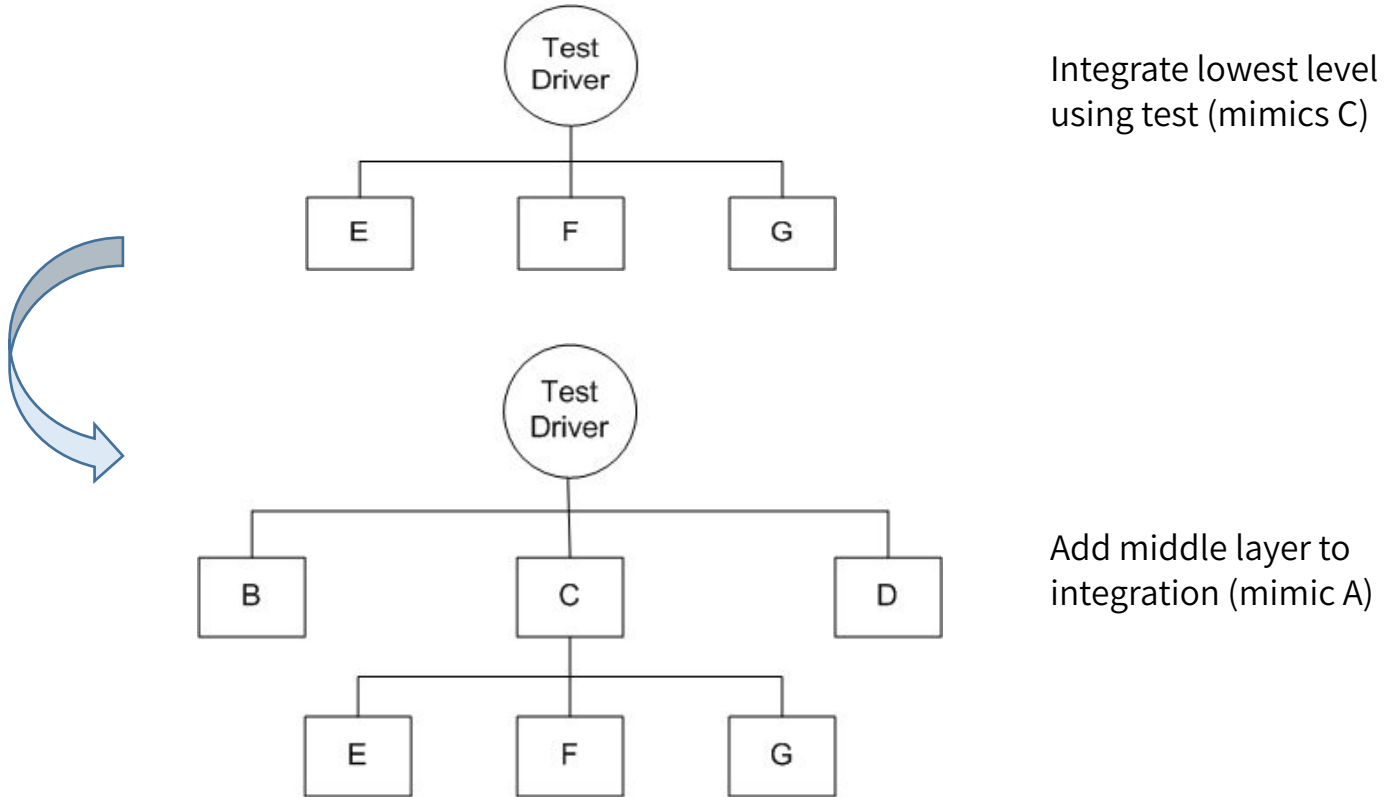 Test
Driver
Integrate lowest level
using test (mimics C)
E F G
Test
Driver
B C D
Add middle layer to
integration (mimic A)
E F G